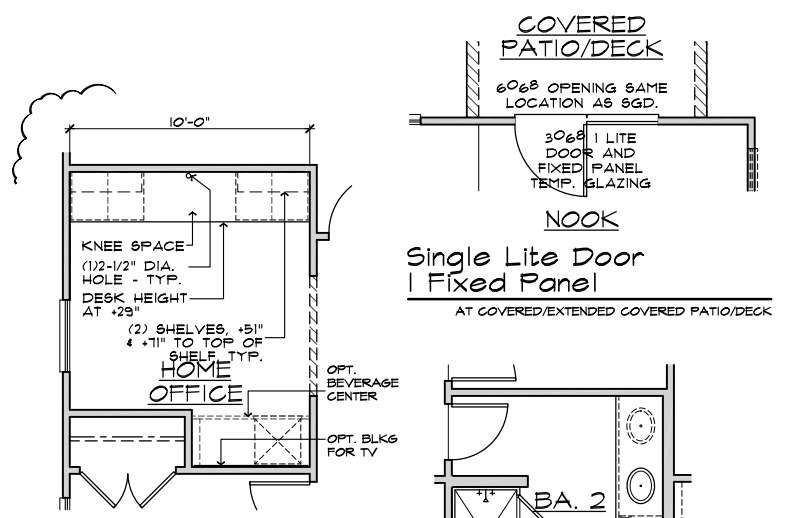 COVERED
PATIO/DECK
6068 OPENING SAME
LOCATION AS SGD.
3068 1 LITE
DOOR AND
FIXED PANEL
TEMP. GLAZING
NOOK
Single Lite Door
1 Fixed Panel
AT COVERED/EXTENDED COVERED PATIO/DECK
10'-0"
KNEE SPACE
(1)2-1/2" DIA.
HOLE - TYP.
DESK HEIGHT
AT +29"
(2) SHELVES, +51"
& +71" TO TOP OF
SHELF, TYP.
HOME
OFFICE
OPT.
BEVERAGE
CENTER
OPT. BLKG
FOR TV
BA. 2